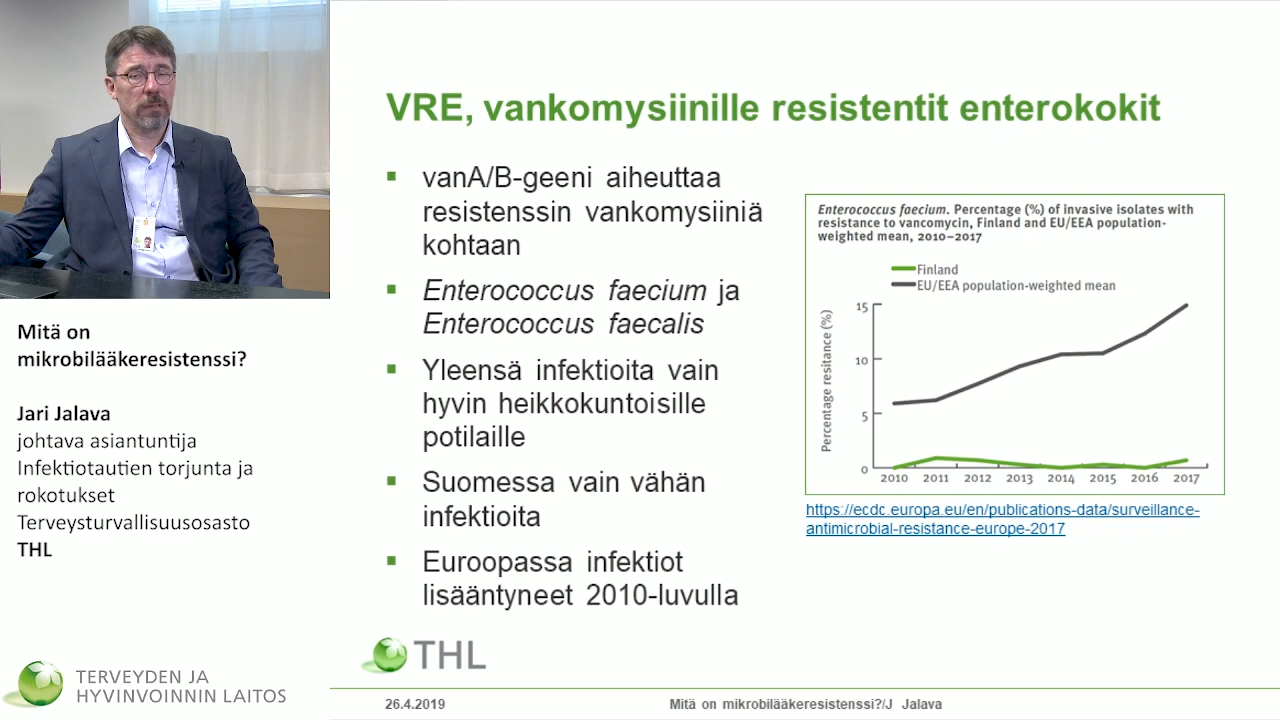 VRE, vankomysiinille resistentit enterokokit
vanA/B-geeni aiheuttaa
resistenssin vankomysiiniä
kohtaan
Enterococcus faecium ja
Enterococcus faecalis
Yleensä infektioita vain
hyvin heikkokuntoisille
potilaille
Suomessa vain vähän
infektioita
Euroopassa infektiot
lisääntyneet 2010-luvulla
Enterococcus faecium. Percentage (%) of invasive isolates with
resistance to vancomycin, Finland and EU/EEA population-
weighted mean, 2010–2017
Finland
EU/EEA population-weighted mean
Percentage resitance (%)
15
10
5
0
2010 2011 2012 2013 2014 2015 2016 2017
https://ecdc.europa.eu/en/publications-data/surveillance-
antimicrobial-resistance-europe-2017
Mitä on
mikrobilääkeresistenssi?
Jari Jalava
johtava asiantuntija
Infektiotautien torjunta ja
rokotukset
Terveysturvallisuusosasto
THL
TERVEYDEN JA
HYVINVOINNIN LAITOS
THL
26.4.2019
Mitä on mikrobilääkeresistenssi?/J Jalava